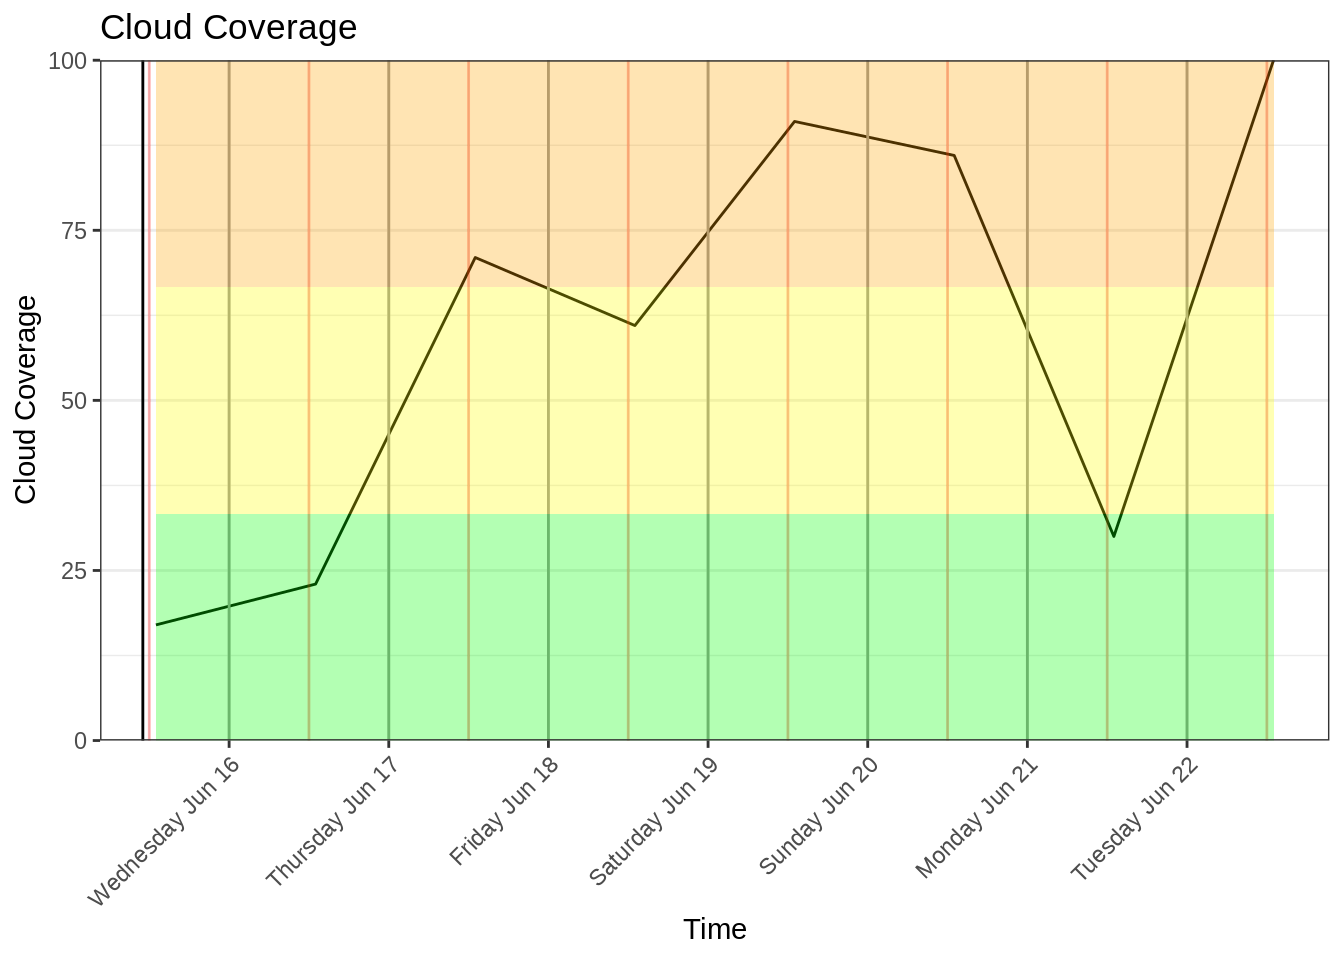 Cloud Coverage
100
75
50
25
0
Cloud Coverage
Wednesday Jun 16
Thursday Jun 17
Friday Jun 18
Saturday Jun 19
Sunday Jun 20
Monday Jun 21
Tuesday Jun 22
Time